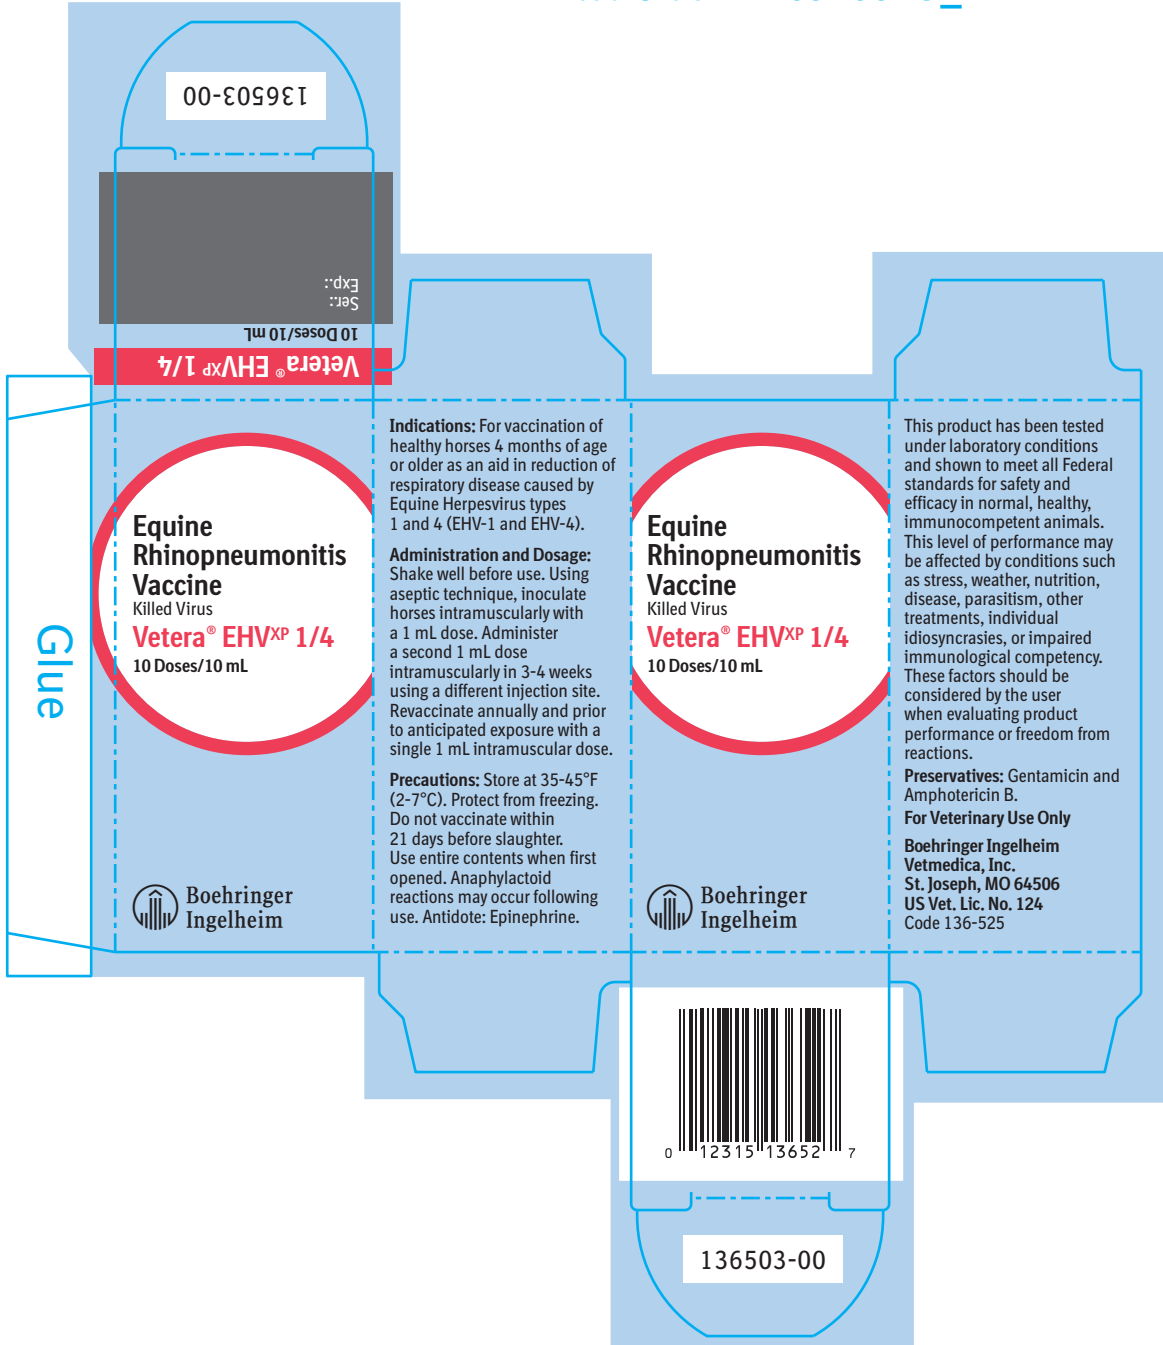 136503-00
Ser.:
Exp.:
10 Doses/10 mL
Vetera® EHVXP 1/4
Glue
Equine
Rhinopneumonitis
Vaccine
Killed Virus
Vetera® EHVXP 1/4
10 Doses/10 mL
Boehringer
Ingelheim
Indications: For vaccination of
healthy horses 4 months of age
or older as an aid in reduction of
respiratory disease caused by
Equine Herpesvirus types
1 and 4 (EHV-1 and EHV-4).
Administration and Dosage:
Shake well before use. Using
aseptic technique, inoculate
horses intramuscularly with
a 1 mL dose. Administer
a second 1 mL dose
intramuscularly in 3-4 weeks
using a different injection site.
Revaccinate annually and prior
to anticipated exposure with a
single 1 mL intramuscular dose.
Precautions: Store at 35-45°F
(2-7°C). Protect from freezing.
Do not vaccinate within
21 days before slaughter.
Use entire contents when first
opened. Anaphylactoid
reactions may occur following
use. Antidote: Epinephrine.
Equine
Rhinopneumonitis
Vaccine
Killed Virus
Vetera® EHVXP 1/4
10 Doses/10 mL
Boehringer
Ingelheim
This product has been tested
under laboratory conditions
and shown to meet all Federal
standards for safety and
efficacy in normal, healthy,
immunocompetent animals.
This level of performance may
be affected by conditions such
as stress, weather, nutrition,
disease, parasitism, other
treatments, individual
idiosyncrasies, or impaired
immunological competency.
These factors should be
considered by the user
when evaluating product
performance or freedom from
reactions.
Preservatives: Gentamicin and
Amphotericin B.
For Veterinary Use Only
Boehringer Ingelheim
Vetmedica, Inc.
St. Joseph, MO 64506
US Vet. Lic. No. 124
Code 136-525
0 12315 13652 7
136503-00